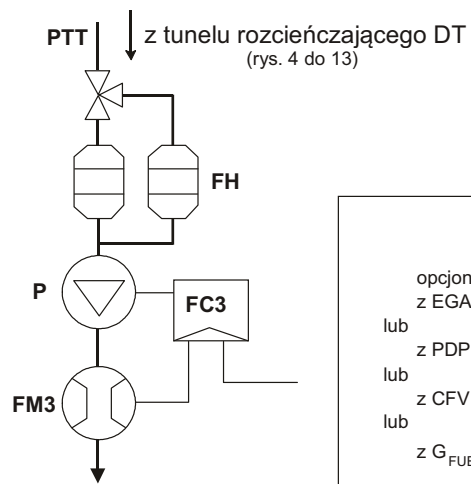 PTT
z tunelu rozcieńczającego DT
(rys. 4 do 13)
FH
P
FC3
FM3
z EGA
lub
z PDP
lub
z CFV
lub